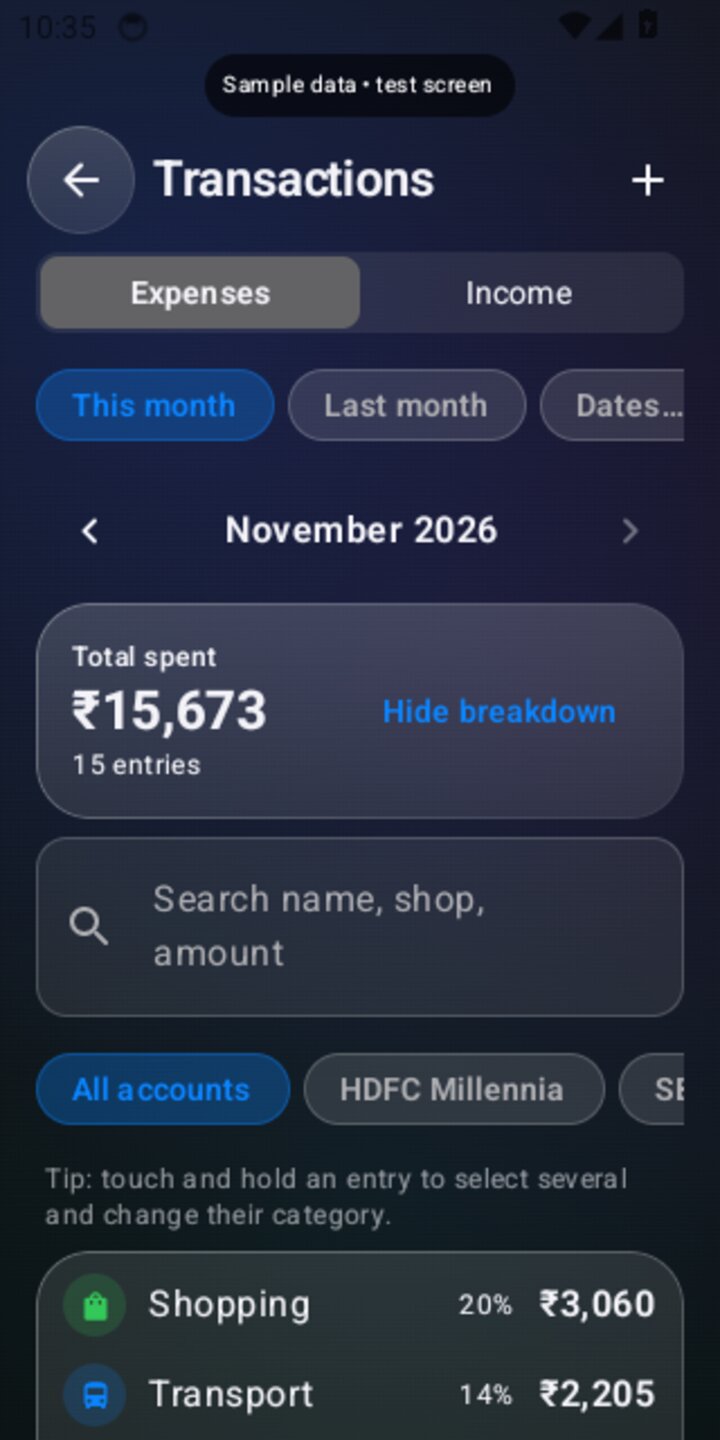 10:35
Sample data • test screen
Transactions
Expenses Income
This month Last month Dates...
November 2026
Total spent
₹15,673
Hide breakdown
15 entries
Search name, shop,
amount
All accounts HDFC Millennia
Tip: touch and hold an entry to select several
and change their category.
Shopping 20% ₹3,060
Transport 14% ₹2,205